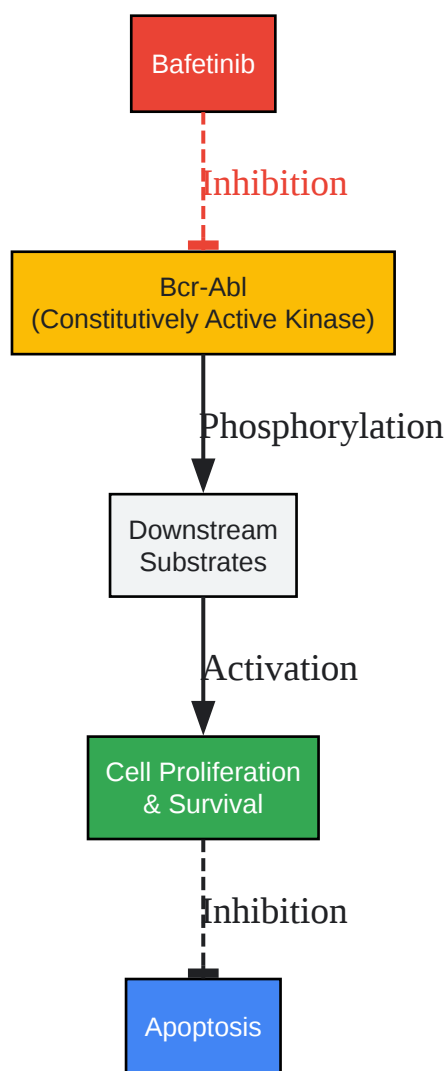 Bafetinib
Inhibition
Bcr-Abl
(Constitutively Active Kinase)
Phosphorylation
Downstream
Substrates
Activation
Cell Proliferation
& Survival
Inhibition
Apoptosis